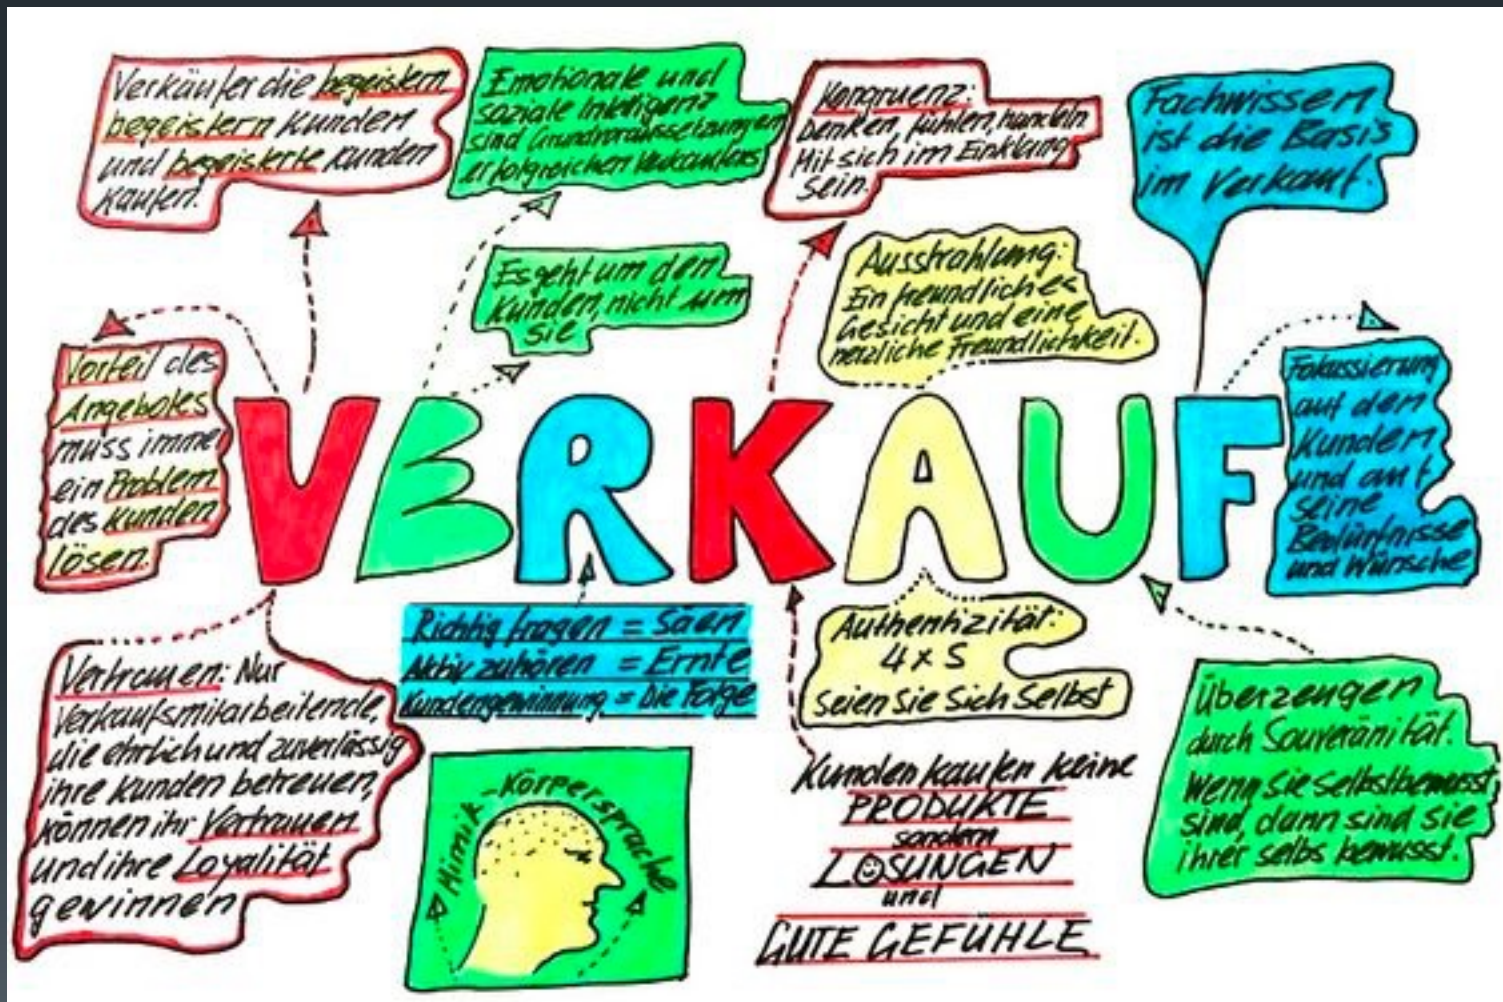 Verkäufer die begeistern
begeistern Kunden
und begeisterte Kunden
kaufen.
Emotionale und
soziale Intelligenz
sind Grundvoraussetzungen
erfolgreichen Verkaufens
Kongruenz:
Denken, fühlen, handeln
Mit sich im Einklang
sein.
Fachwissen
ist die Basis
im Verkauf.
Es geht um den
Kunden, nicht um
Sie
Ausstrahlung:
Ein freundliches
Gesicht und eine
herzliche Freundlichkeit.
Vorteil des
Angebotes
muss immer
ein Problem
des Kunden
lösen.
VERKAUF
Fokussierung
auf den
Kunden
und auf
seine
Bedürfnisse
und Wünsche
Richtig fragen = Säen
Aktiv zuhören = Ernte
Kundengewinnung = Die Folge
Authentizität:
4 x S
seien Sie Sich Selbst
Vertrauen: Nur
Verkaufsmitarbeitende,
die ehrlich und zuverlässig
ihre Kunden betreuen,
können ihr Vertrauen
und ihre Loyalität
gewinnen
Mimik - Körpersprache
Kunden kaufen keine
PRODUKTE
sondern
LÖSUNGEN
und
GUTE GEFÜHLE
Überzeugen
durch Souveränität.
Wenn Sie selbstbewusst
sind, dann sind sie
ihrer selbs bewusst.